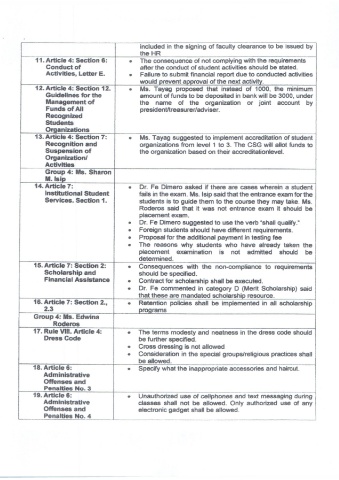 included in the signing of faculty clearance to be issued by
the HR
11. Article 4: Section 6:
Conduct of
Activities, Letter E.
• The consequence of not complying with the requirements
after the conduct of student activities should be stated.
• Failure to submit financial report due to conducted activities
would prevent approval of the next activity.
12. Article 4: Section 12.
Guidelines for the
Management of
Funds of All
Recognized
Students
Organizations
• Ms. Tayag proposed that instead of 1000, the minimum
amount of funds to be deposited in bank will be 3000, under
the name of the organization or joint account by
president/treasurer/adviser.
13. Article 4: Section 7:
Recognition and
Suspension of
Organization/
Activities
• Ms. Tayag suggested to implement accreditation of student
organizations from level 1 to 3. The CSG will allot funds to
the organization based on their accreditationlevel.
Group 4: Ms. Sharon
M. Isip
14. Article 7:
Institutional Student
Services. Section 1.
• Dr. Fe Dimero asked if there are cases wherein a student
fails in the exam. Ms. Isip said that the entrance exam for the
students is to guide them to the course they may take. Ms.
Roderos said that it was not entrance exam it should be
placement exam.
• Dr. Fe Dimero suggested to use the verb "shall qualify."
• Foreign students should have different requirements.
• Proposal for the additional payment in testing fee
• The reasons why students who have already taken the
placement examination is not admitted should be
determined.
15. Article 7: Section 2:
Scholarship and
Financial Assistance
• Consequences with the non-compliance to requirements
should be specified.
• Contract for scholarship shall be executed.
• Dr. Fe commented in category D (Merit Scholarship) said
that these are mandated scholarship resource.
16. Article 7: Section 2.,
2.3
• Retention policies shall be implemented in all scholarship
programs
Group 4: Ms. Edwina
Roderos
17. Rule VIII. Article 4:
Dress Code
• The terms modesty and neatness in the dress code should
be further specified.
• Cross dressing is not allowed
• Consideration in the special groups/religious practices shall
be allowed.
18. Article 6:
Administrative
Offenses and
Penalties No. 3
• Specify what the inappropriate accessories and haircut.
19. Article 6:
Administrative
Offenses and
Penalties No. 4
• Unauthorized use of cellphones and text messaging during
classes shall not be allowed. Only authorized use of any
electronic gadget shall be allowed.